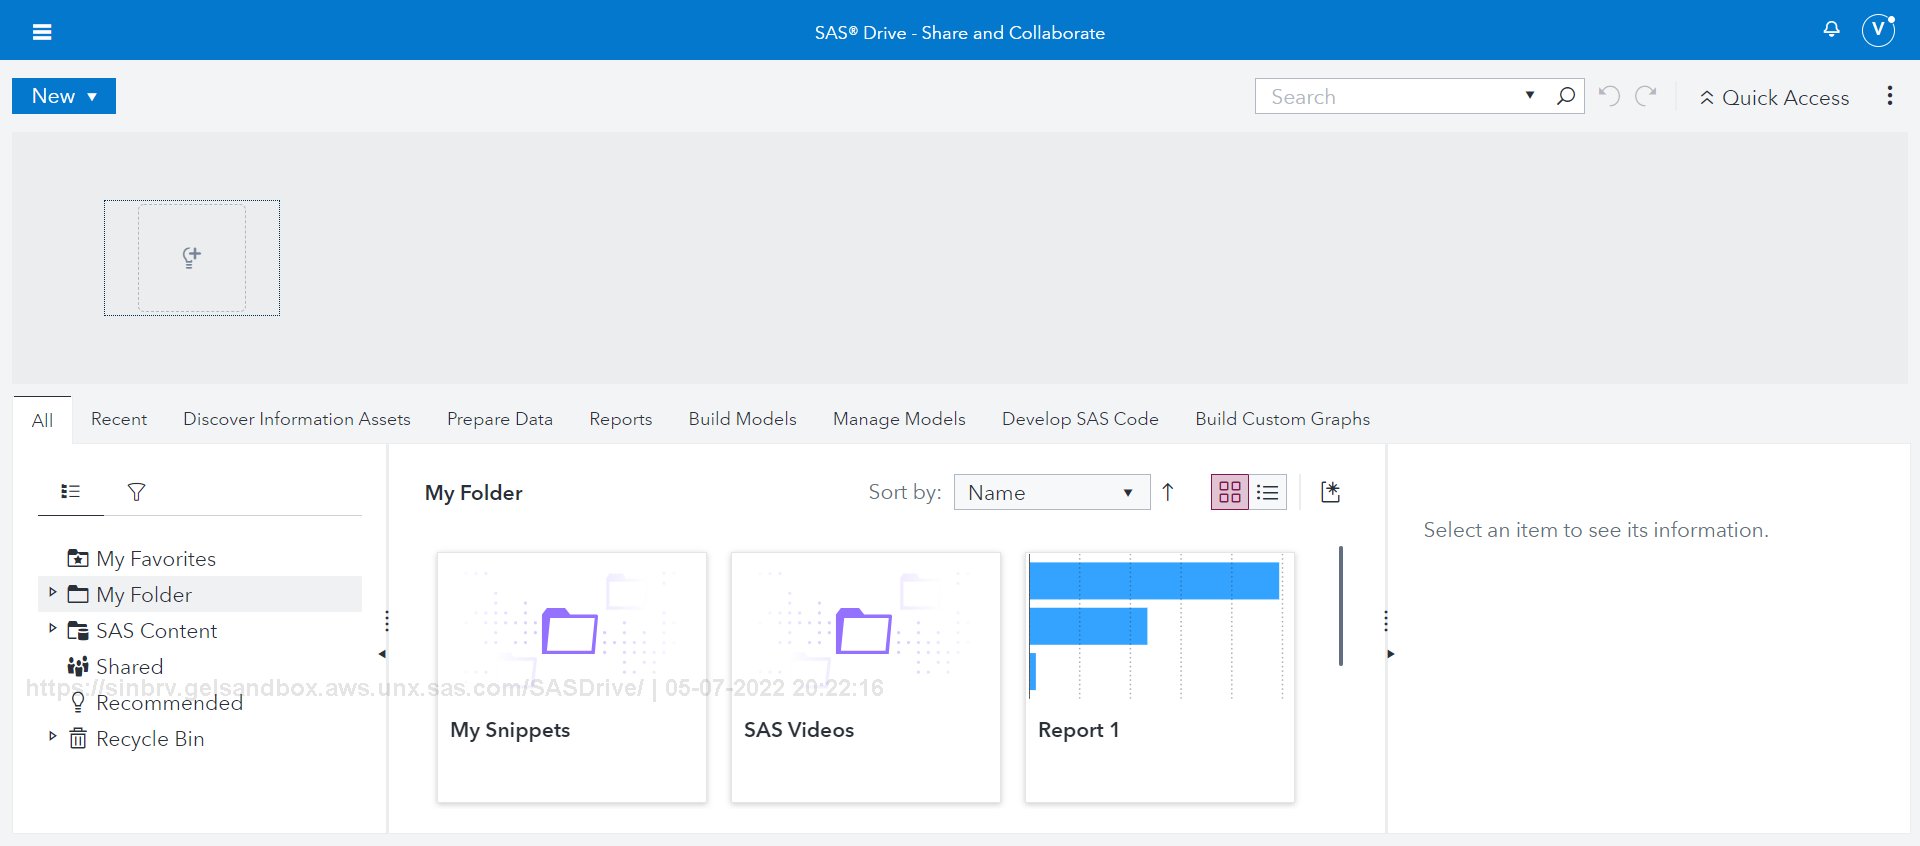 SAS® Drive - Share and Collaborate
V
New
Search
Quick Access
All
Recent
Discover Information Assets
Prepare Data
Reports
Build Models
Manage Models
Develop SAS Code
Build Custom Graphs
My Folder
Sort by:
Name
Select an item to see its information.
My Favorites
My Folder
SAS Content
Shared
https://sinbrv.gelsandbox.aws.unx.sas.com/SASDrive/ | 05-07-2022 20:22:16
Recommended
Recycle Bin
My Snippets
SAS Videos
Report 1